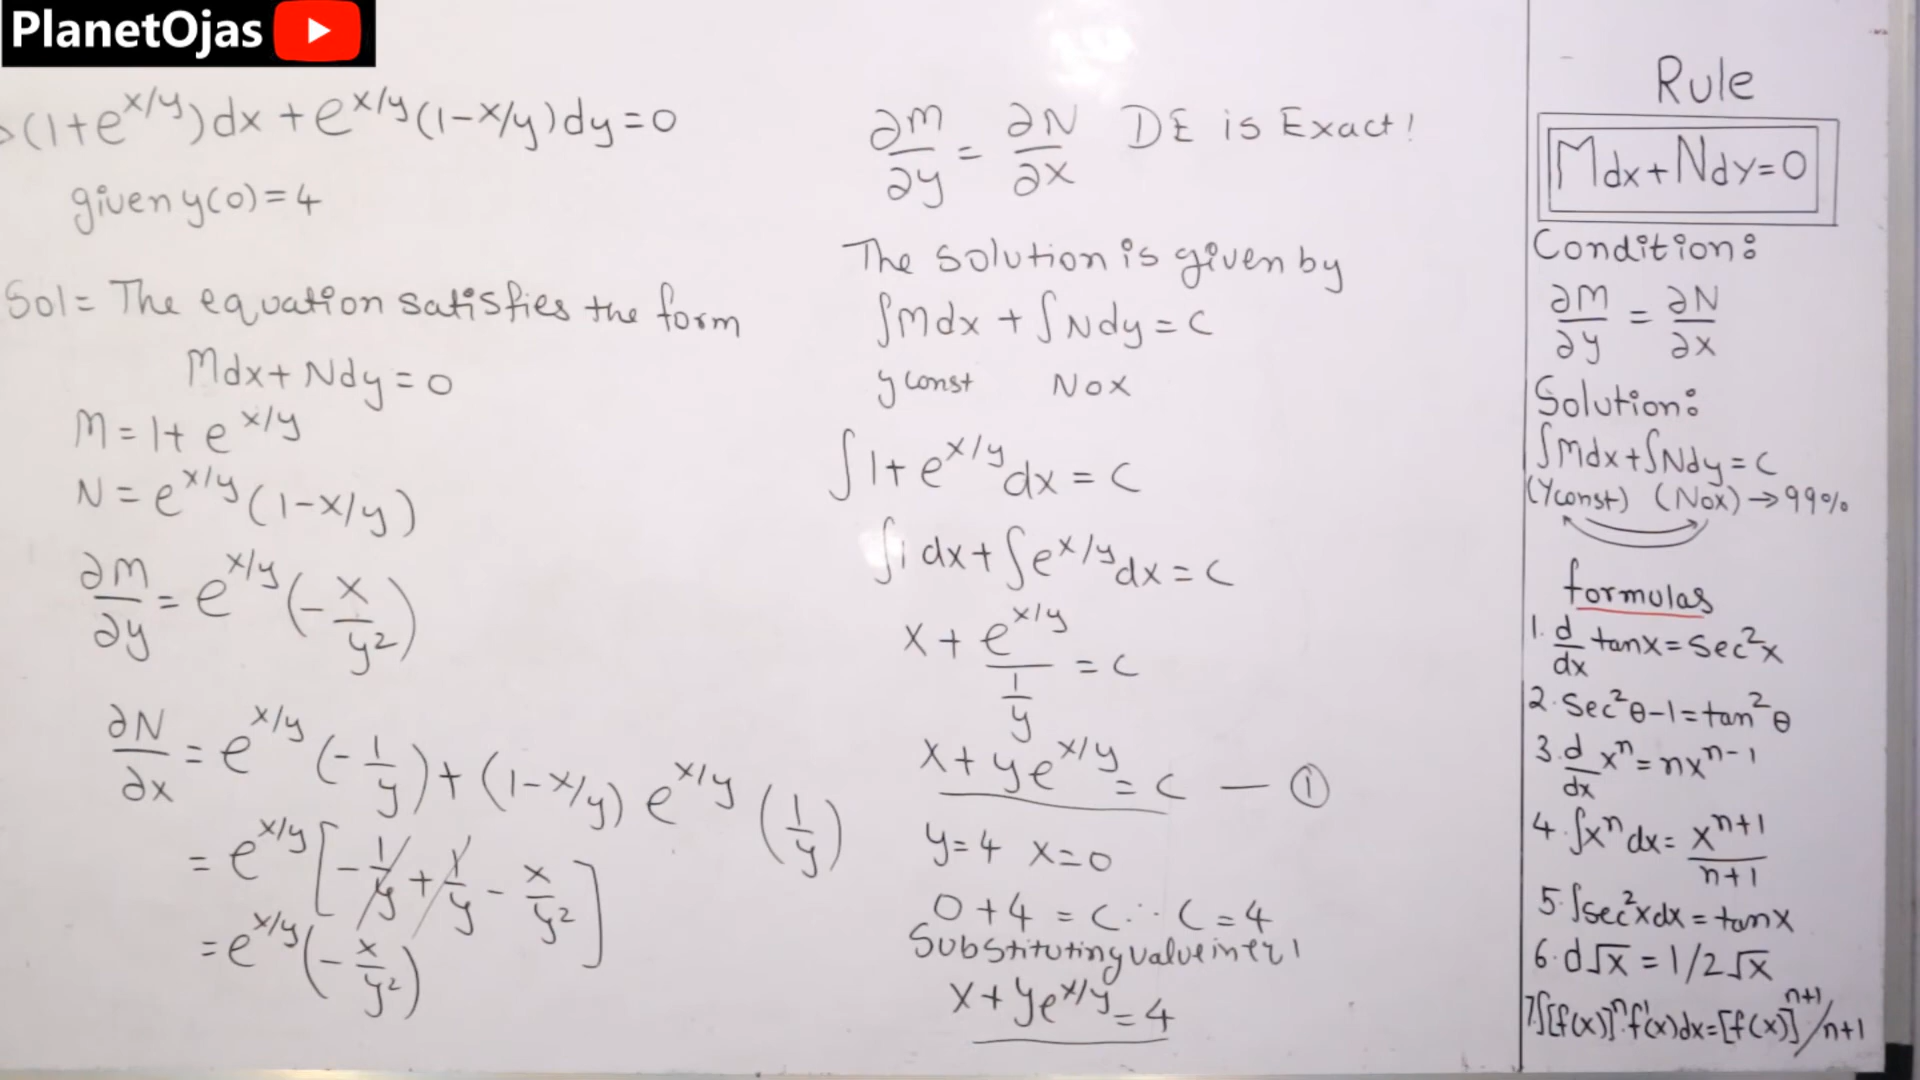 PlanetOjas
(1+e^x/y)dx+e^x/y(1-x/y)dy=0
given y(0)=4
Sol= The equation satisfies the form
Mdx+Ndy=0
M=1+e^x/y
N=e^x/y(1-x/y)
∂M/∂y=e^x/y(-x/y²)
∂N/∂x=e^x/y(-1/y)+(1-x/y)e^x/y(1/y)
=e^x/y[-1/y+1/y-x/y²]
=e^x/y(-x/y²)
∂M/∂y=∂N/∂x DE is Exact!
The solution is given by
∫Mdx+∫Ndy=c
y const Nox
∫1+e^x/y dx=c
∫1 dx+∫e^x/y dx=c
x+e^x/y/(1/y)=c
x+ye^x/y=c — ①
y=4 x=0
0+4=c ∴ c=4
Substituting value in er 1
x+ye^x/y=4
Rule
Mdx+Ndy=0
Condition:
∂M/∂y=∂N/∂x
Solution:
∫Mdx+∫Ndy=c
(Yconst) (Nox)→99%
formulas
1. d/dx tanx=Sec²x
2. Sec²θ-1=tan²θ
3. d/dx xⁿ=nxⁿ⁻¹
4. ∫xⁿdx=xⁿ⁺¹/n+1
5. ∫sec²xdx=tanx
6. d√x=1/2√x
7. ∫[f(x)]ⁿf'(x)dx=[f(x)]ⁿ⁺¹/n+1